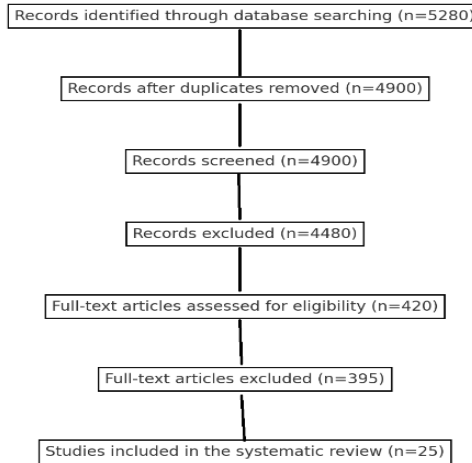 Records identified through database searching (n=5280)
Records after duplicates removed (n=4900)
Records screened (n=4900)
Records excluded (n=4480)
Full-text articles assessed for eligibility (n=420)
Full-text articles excluded (n=395)
Studies included in the systematic review (n=25)